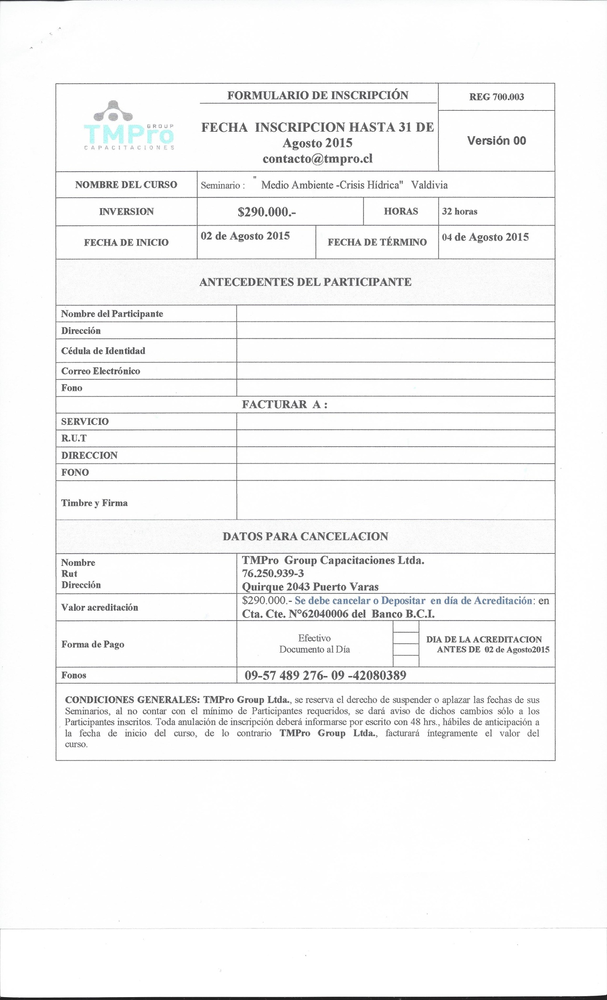 GROUP
TMPro
CAPACITACIONES
FORMULARIO DE INSCRIPCIÓN
REG 700.003
FECHA INSCRIPCION HASTA 31 DE
Agosto 2015
contacto@tmpro.cl
Versión 00
NOMBRE DEL CURSO
Seminario : " Medio Ambiente -Crisis Hídrica" Valdivia
INVERSION
$290.000.-
HORAS
32 horas
FECHA DE INICIO
02 de Agosto 2015
FECHA DE TÉRMINO
04 de Agosto 2015
ANTECEDENTES DEL PARTICIPANTE
Nombre del Participante
Dirección
Cédula de Identidad
Correo Electrónico
Fono
FACTURAR A :
SERVICIO
R.U.T
DIRECCION
FONO
Timbre y Firma
DATOS PARA CANCELACION
Nombre
Rut
Dirección
TMPro Group Capacitaciones Ltda.
76.250.939-3
Quirque 2043 Puerto Varas
Valor acreditación
$290.000.- Se debe cancelar o Depositar en día de Acreditación: en
Cta. Cte. N°62040006 del Banco B.C.I.
Forma de Pago
Efectivo
Documento al Día
DIA DE LA ACREDITACION
ANTES DE 02 de Agosto2015
Fonos
09-57 489 276- 09 -42080389
CONDICIONES GENERALES: TMPro Group Ltda., se reserva el derecho de suspender o aplazar las fechas de sus
Seminarios, al no contar con el mínimo de Participantes requeridos, se dará aviso de dichos cambios sólo a los
Participantes inscritos. Toda anulación de inscripción deberá informarse por escrito con 48 hrs., hábiles de anticipación a
la fecha de inicio del curso, de lo contrario TMPro Group Ltda., facturará íntegramente el valor del
curso.